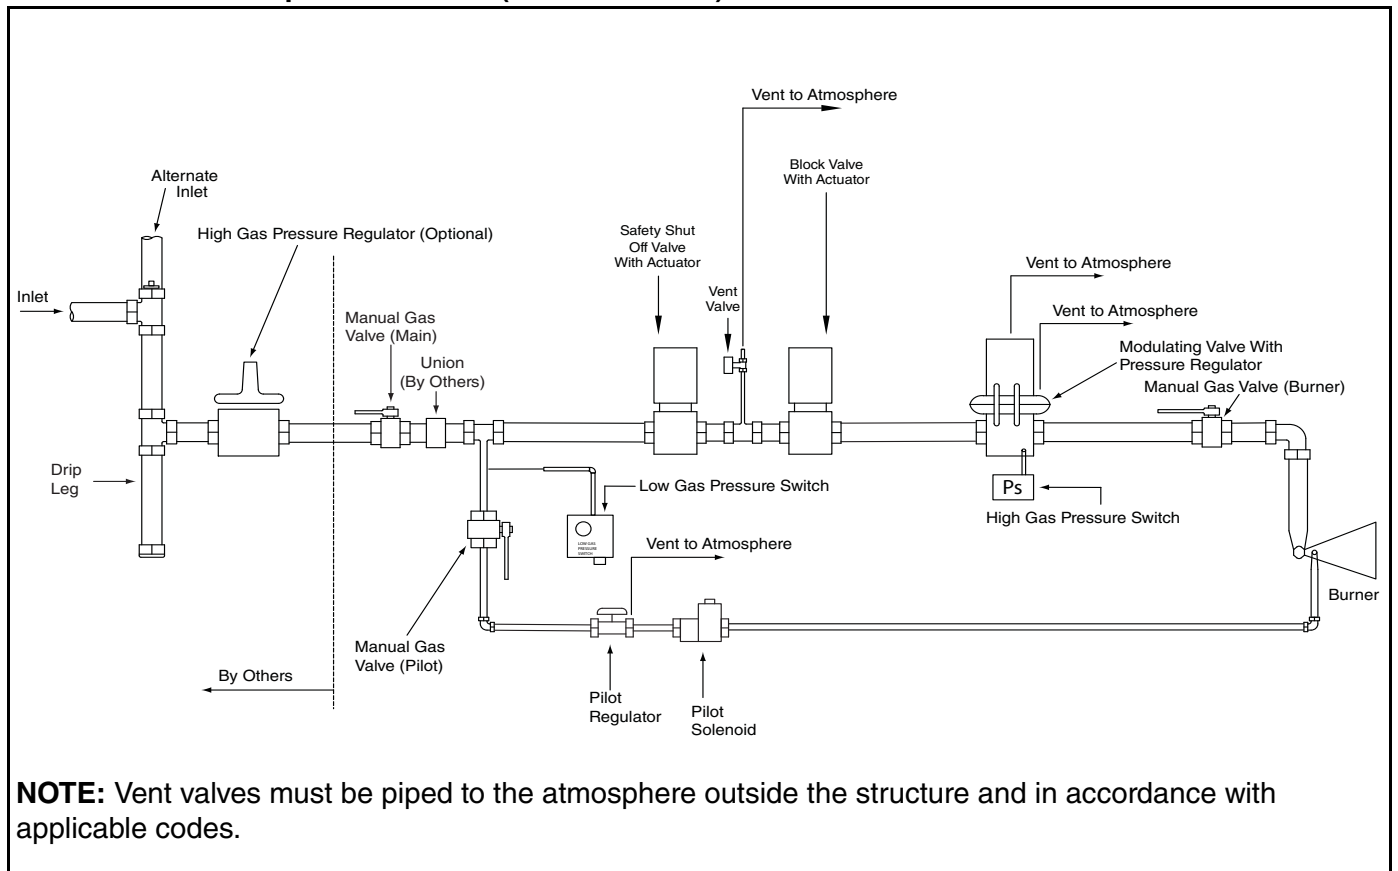 Vent to Atmosphere
Block Valve
With Actuator
Alternate
Inlet
High Gas Pressure Regulator (Optional)
Safety Shut
Off Valve
With Actuator
Vent to Atmosphere
Inlet
Vent
Valve
Manual Gas
Valve (Main)
Vent to Atmosphere
Union
(By Others)
Modulating Valve With
Pressure Regulator
Manual Gas Valve (Burner)
Drip
Leg
Low Gas Pressure Switch
Ps
High Gas Pressure Switch
LOW GAS
PRESSURE
SWITCH
Vent to Atmosphere
Burner
Manual Gas
Valve (Pilot)
By Others
Pilot
Regulator
Pilot
Solenoid
NOTE: Vent valves must be piped to the atmosphere outside the structure and in accordance with
applicable codes.